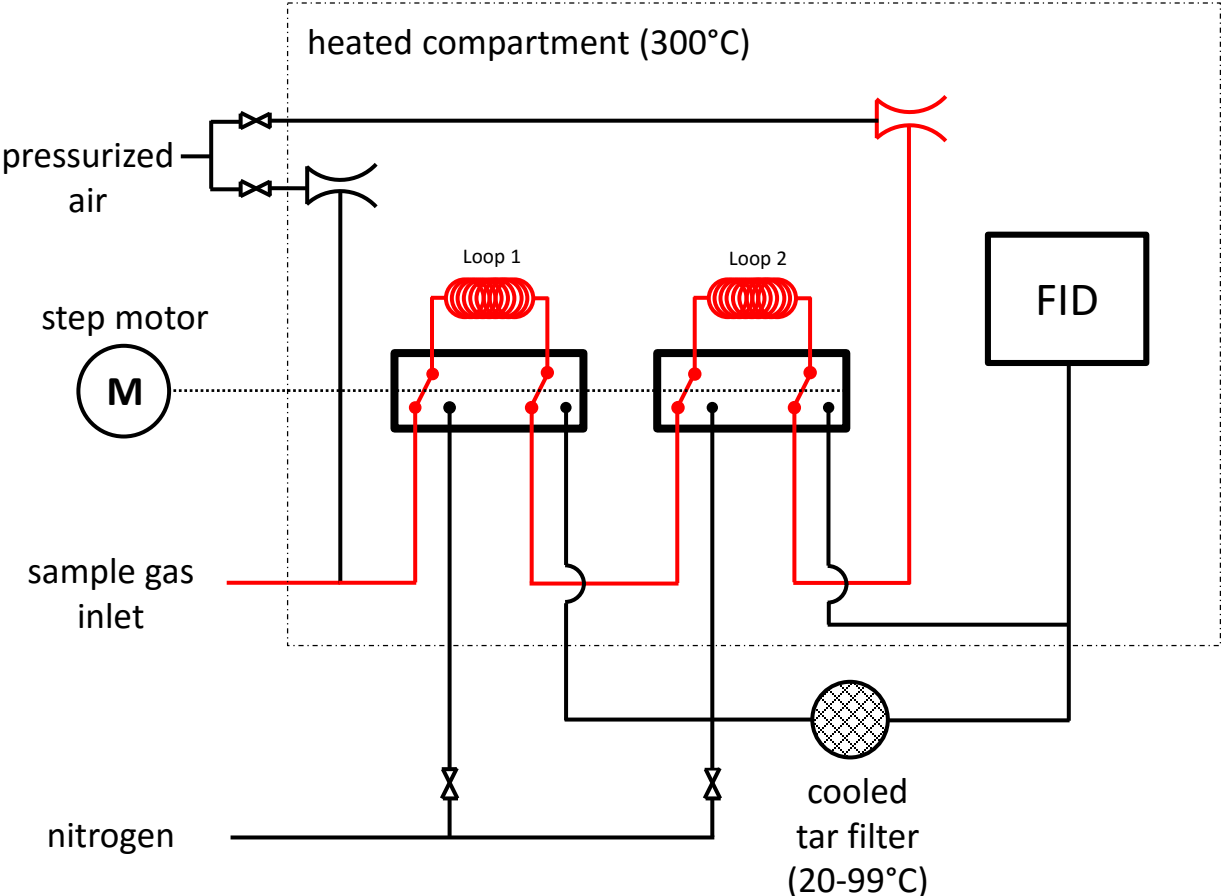 heated compartment (300°C)
pressurized
air
Loop 1
Loop 2
FID
step motor
M
sample gas
inlet
cooled
tar filter
(20-99°C)
nitrogen